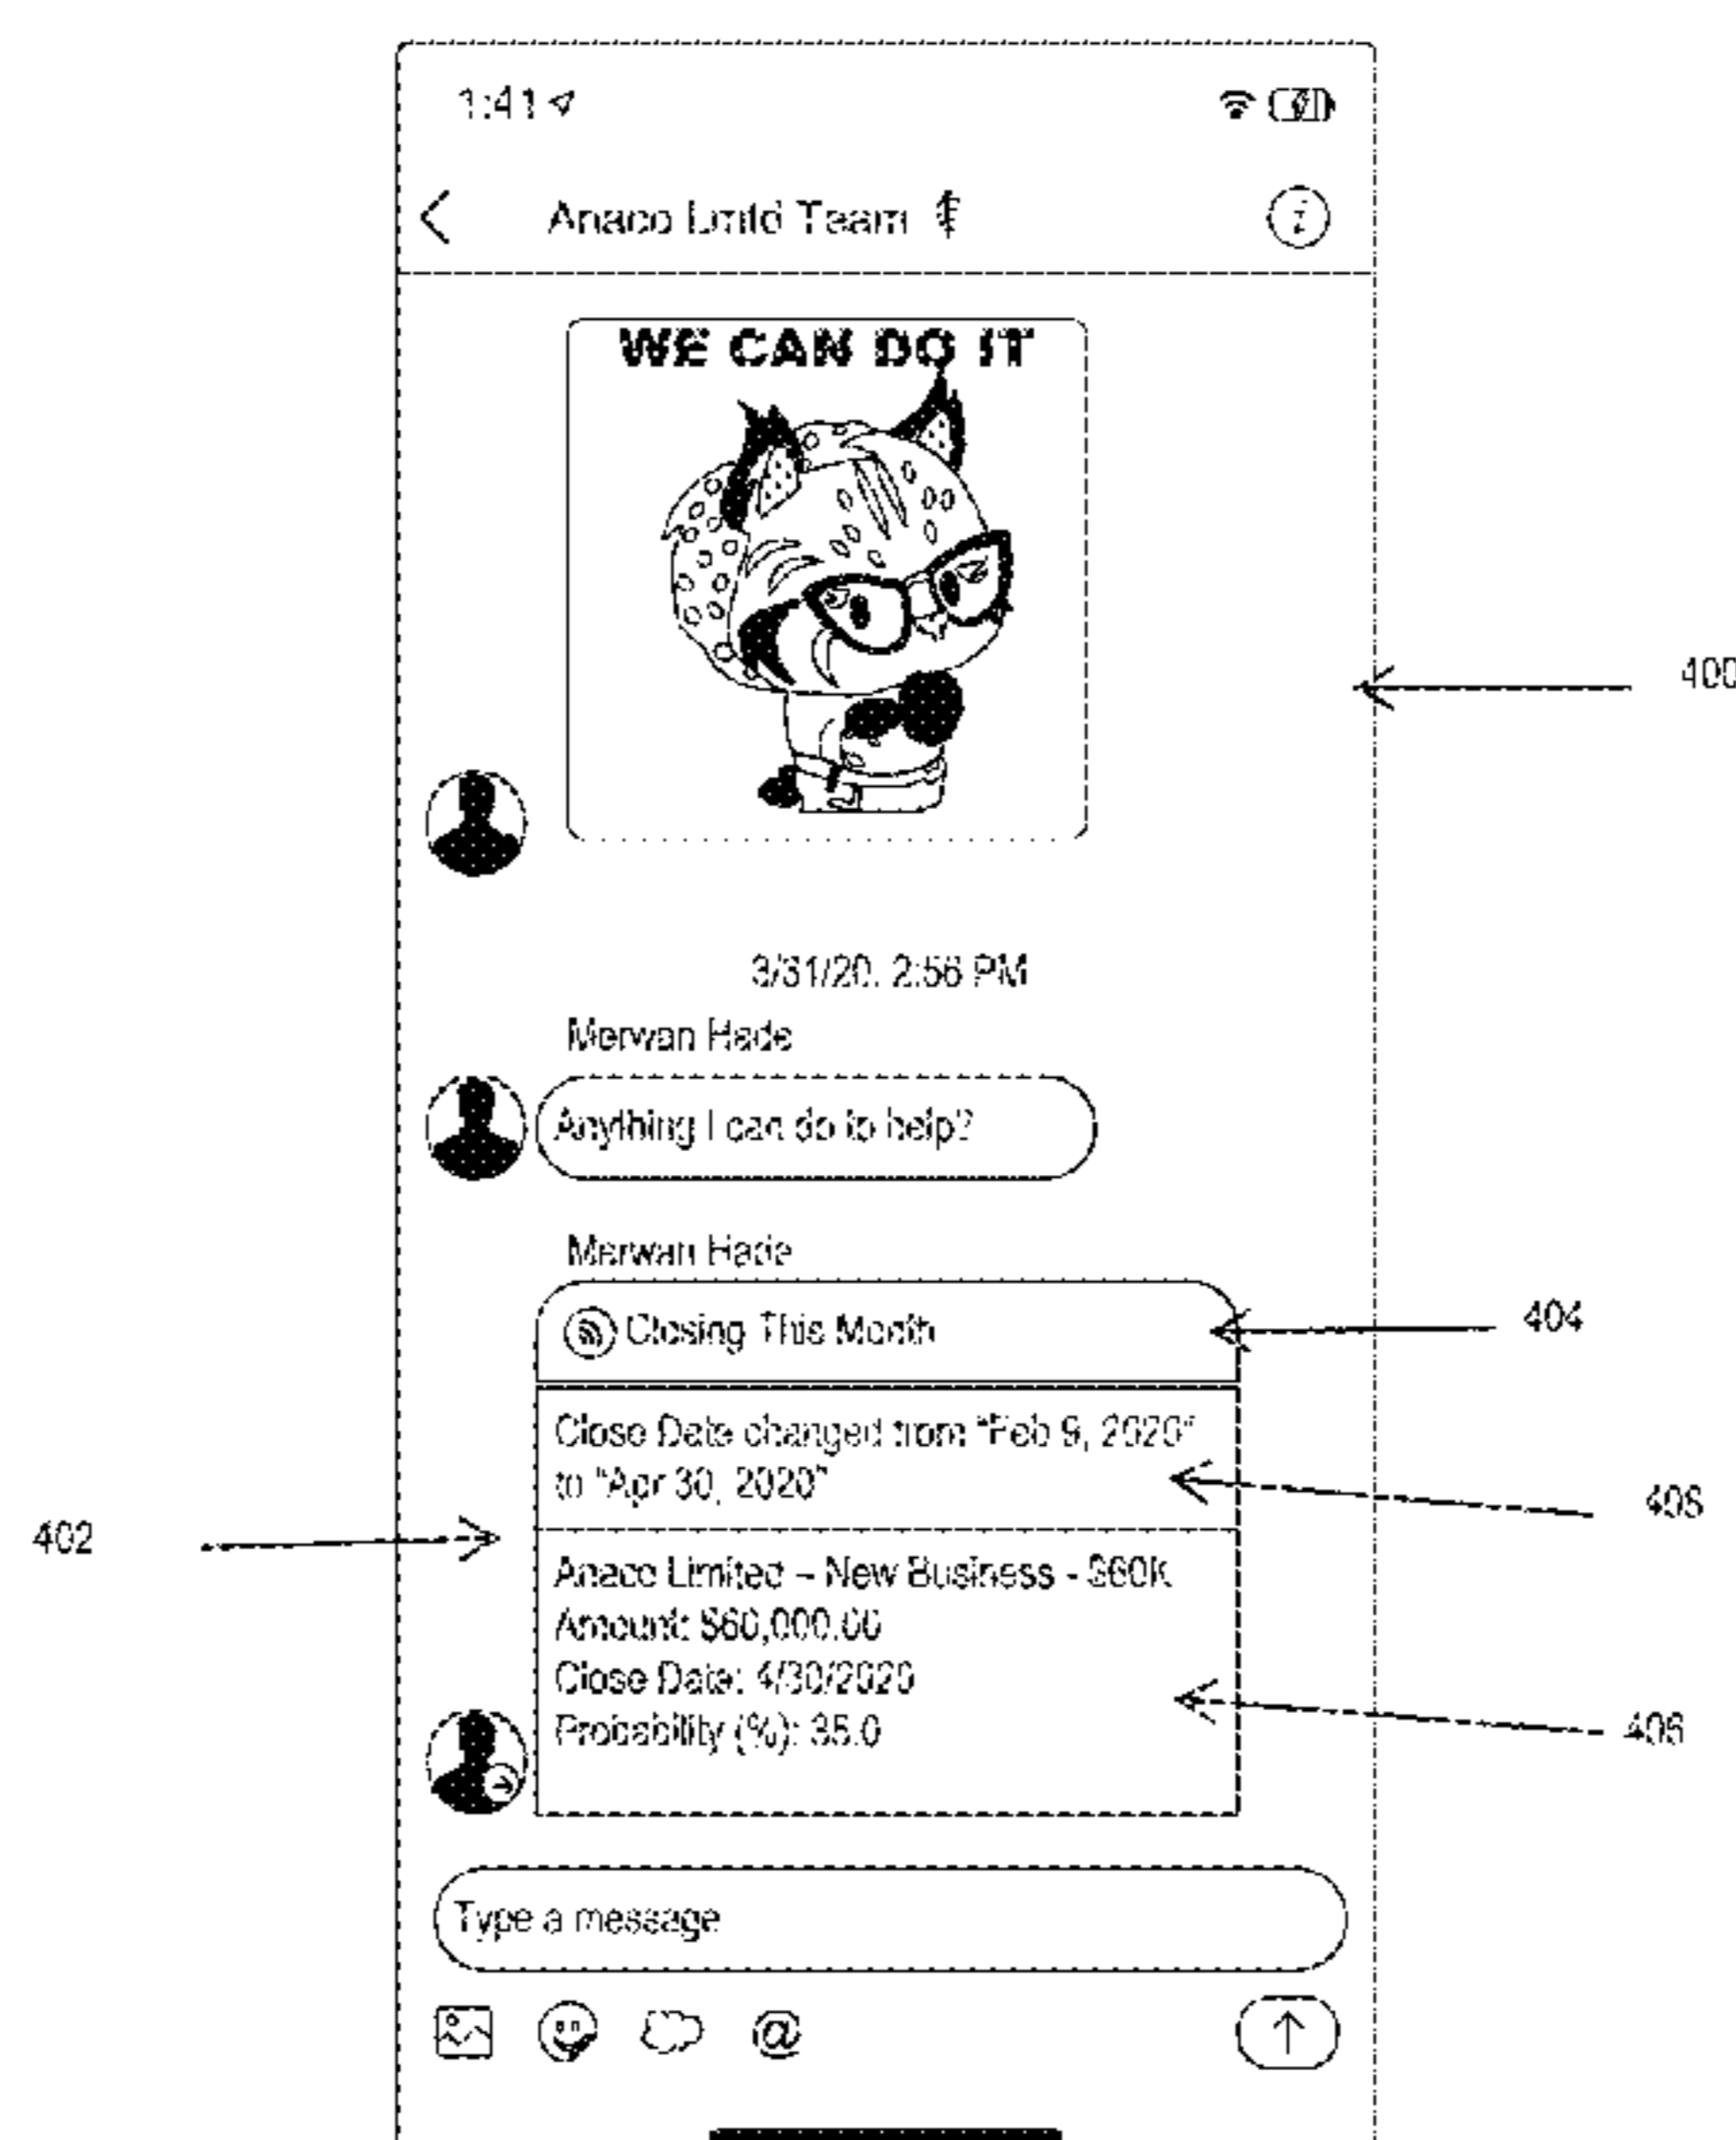 1:41
Anaco Lmtd Team
WE CAN DO IT
400
3/31/20, 2:56 PM
Merwan Hade
Anything I can do to help?
Merwan Hade
Closing This Month
404
Close Date changed from "Feb 9, 2020"
to "Apr 30, 2020"
408
402
Anaco Limited – New Business - $60K
Amount: $60,000.00
Close Date: 4/30/2020
406
Probability (%): 35.0
Type a message
@